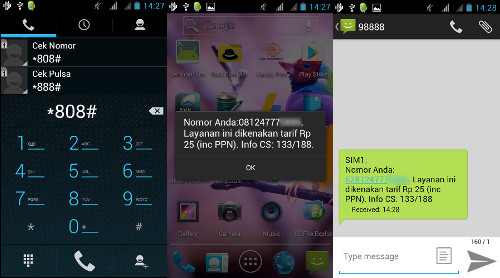 14:27
Cek Nomor
*808#
Cek Pulsa
*888#
*808#
1
2 ABC
3 DEF
4 GHI
5 JKL
6 MNO
7 PQRS
8 TUV
9 WXYZ
*
0 +
#
14:27
Google
Play Store
Nomor Anda:08124777
Layanan ini dikenakan tarif Rp
25 (inc PPN). Info CS: 133/188.
OK
Gallery
Camera
Music
ES File Explorer
14:28
98888
SIM1:
Nomor Anda:
Layanan ini
dikenakan tarif Rp 25 (inc
PPN). Info CS: 133/188
Received: 14:28
160 / 1
Type message